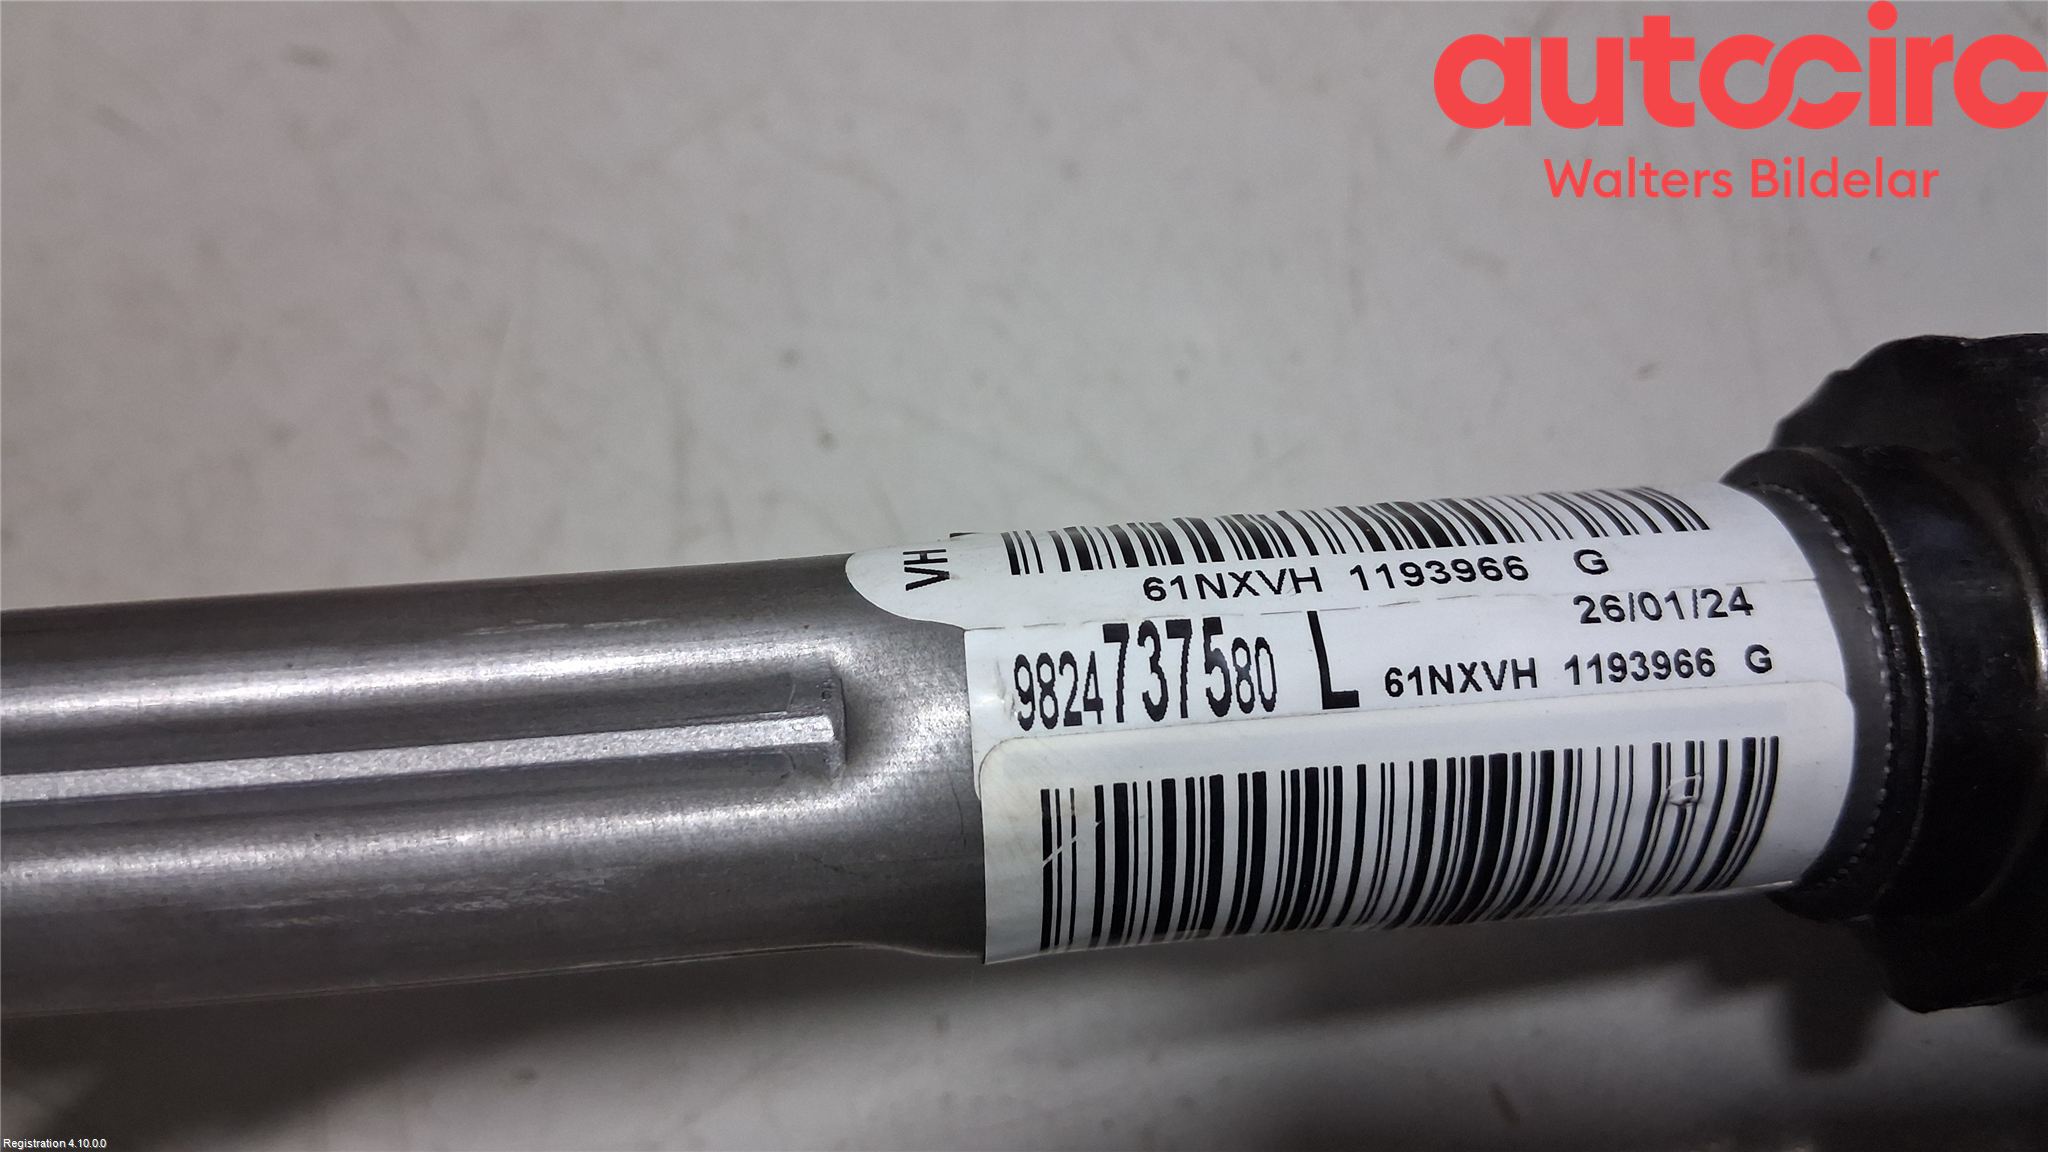 autocirc
Walters Bildelar
VH
61NXVH 1193966 G
26/01/24
9824737580 L 61NXVH 1193966 G
Registration 4.10.0.0